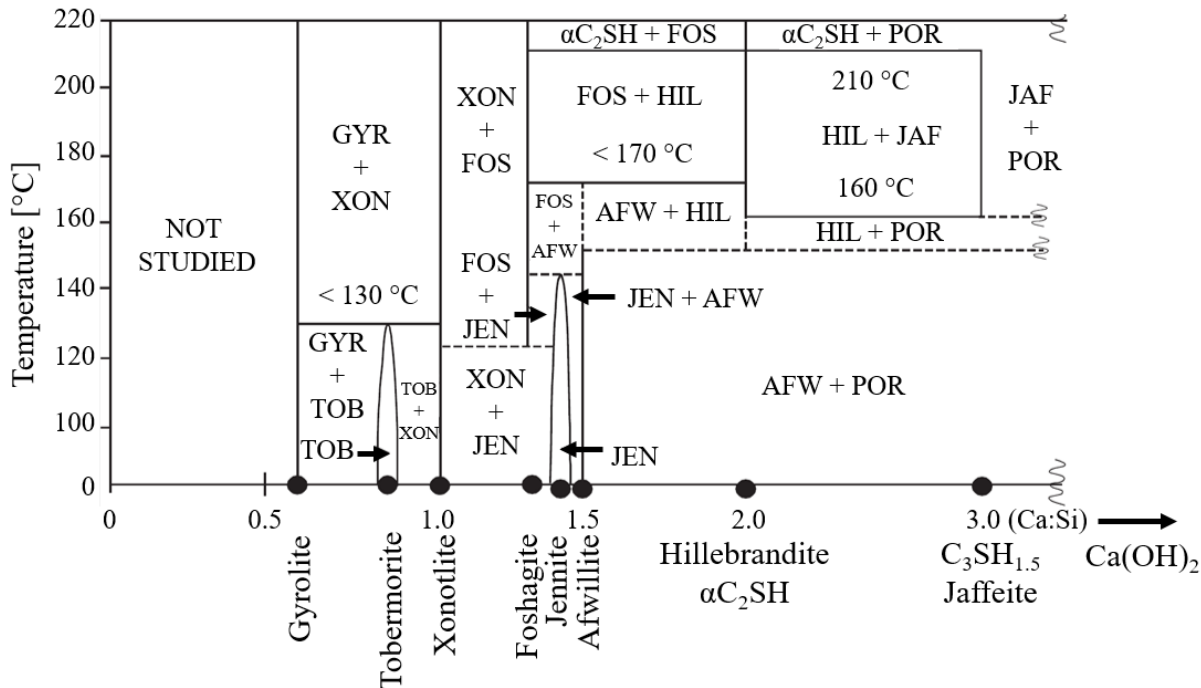 220
200
180
160
140
120
100
0
Temperature [°C]
NOT
STUDIED
GYR
+
XON
< 130 °C
GYR
+
TOB
TOB
TOB
+
XON
XON
+
FOS
FOS
+
JEN
XON
+
JEN
αC₂SH + FOS
FOS + HIL
< 170 °C
FOS
+
AFW
AFW + HIL
JEN + AFW
JEN
αC₂SH + POR
210 °C
HIL + JAF
160 °C
HIL + POR
JAF
+
POR
AFW + POR
0
0.5
1.0
1.5
2.0
3.0 (Ca:Si)
Gyrolite
Tobermorite
Xonotlite
Foshagite
Jennite
Afwillite
Hillebrandite
αC₂SH
C₃SH₁.₅
Jaffeite
Ca(OH)₂